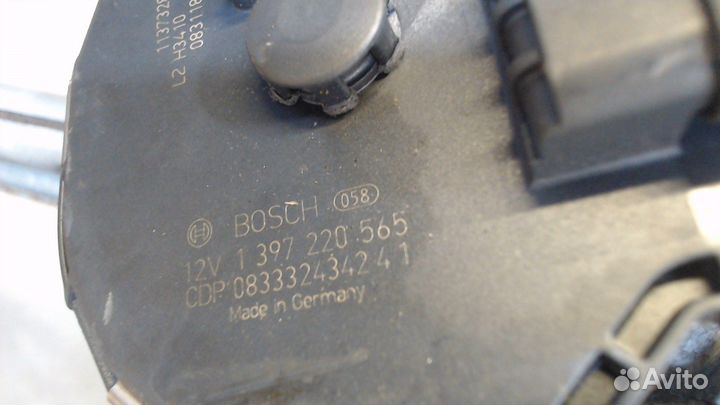 L2 H3410
BOSCH 058
12V 1 397 220 565
CDP 0833324342 4 1
Made in Germany
Avito